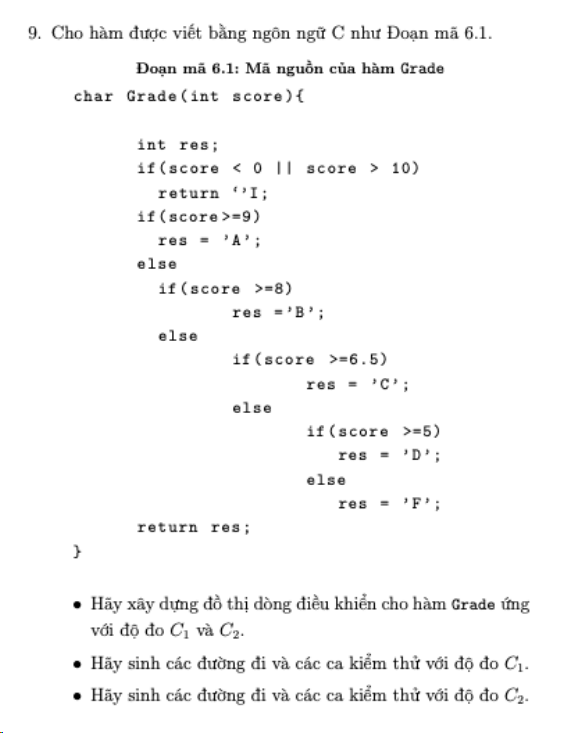 9. Cho hàm được viết bằng ngôn ngữ C như Đoạn mã 6.1.
Đoạn mã 6.1: Mã nguồn của hàm Grade
char Grade(int score){
int res;
if(score < 0 || score > 10)
return ‘’I;
if(score>=9)
res = ’A’;
else
if(score >=8)
res =’B’;
else
if(score >=6.5)
res = ’C’;
else
if(score >=5)
res = ’D’;
else
res = ’F’;
return res;
}
• Hãy xây dựng đồ thị dòng điều khiển cho hàm Grade ứng
với độ đo C₁ và C₂.
• Hãy sinh các đường đi và các ca kiểm thử với độ đo C₁.
• Hãy sinh các đường đi và các ca kiểm thử với độ đo C₂.